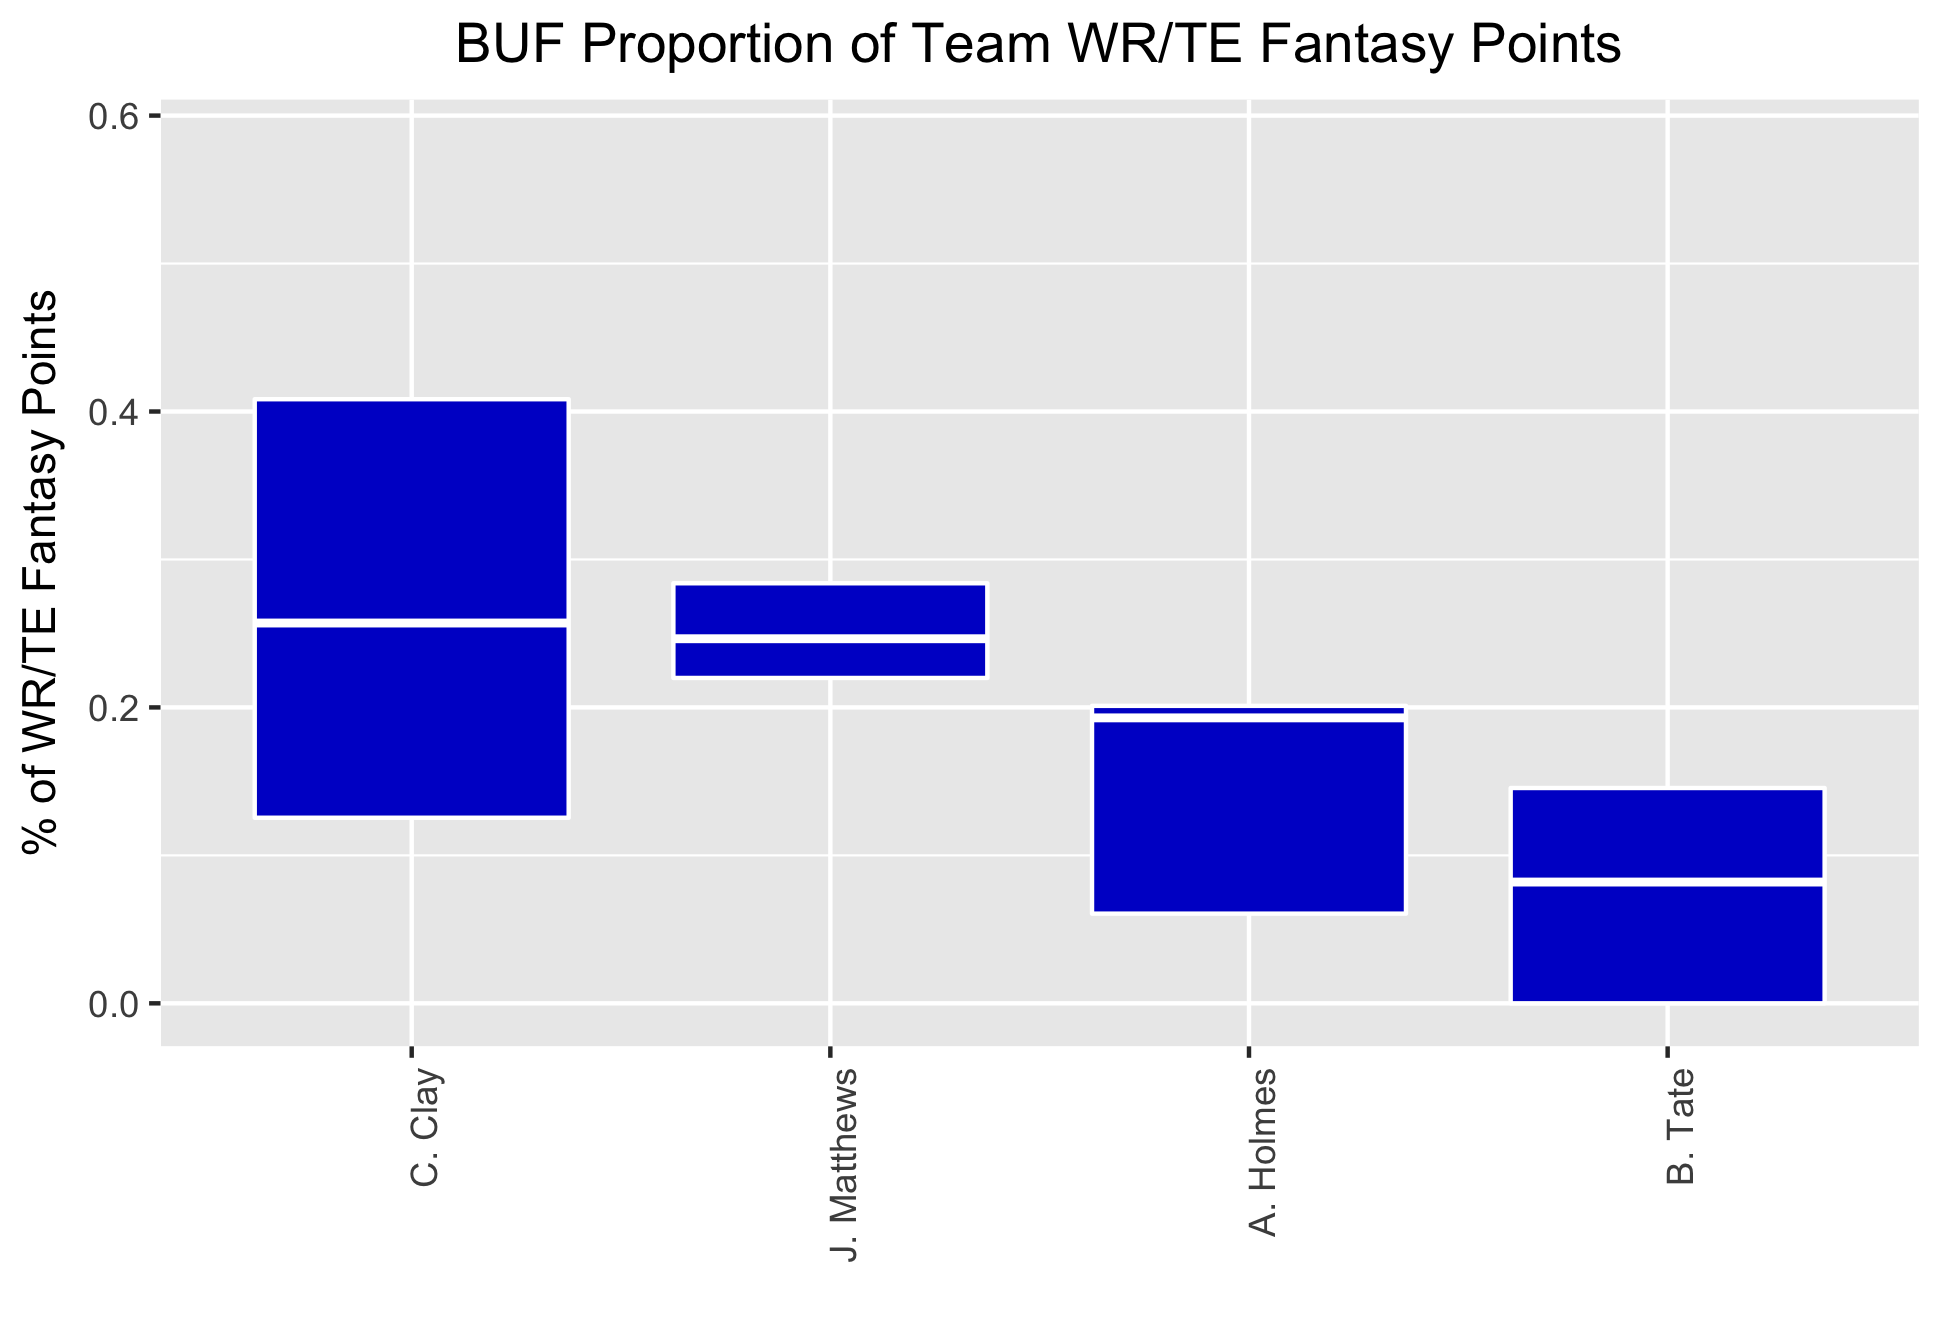 BUF Proportion of Team WR/TE Fantasy Points
% of WR/TE Fantasy Points
0.6
0.4
0.2
0.0
C. Clay
J. Matthews
A. Holmes
B. Tate